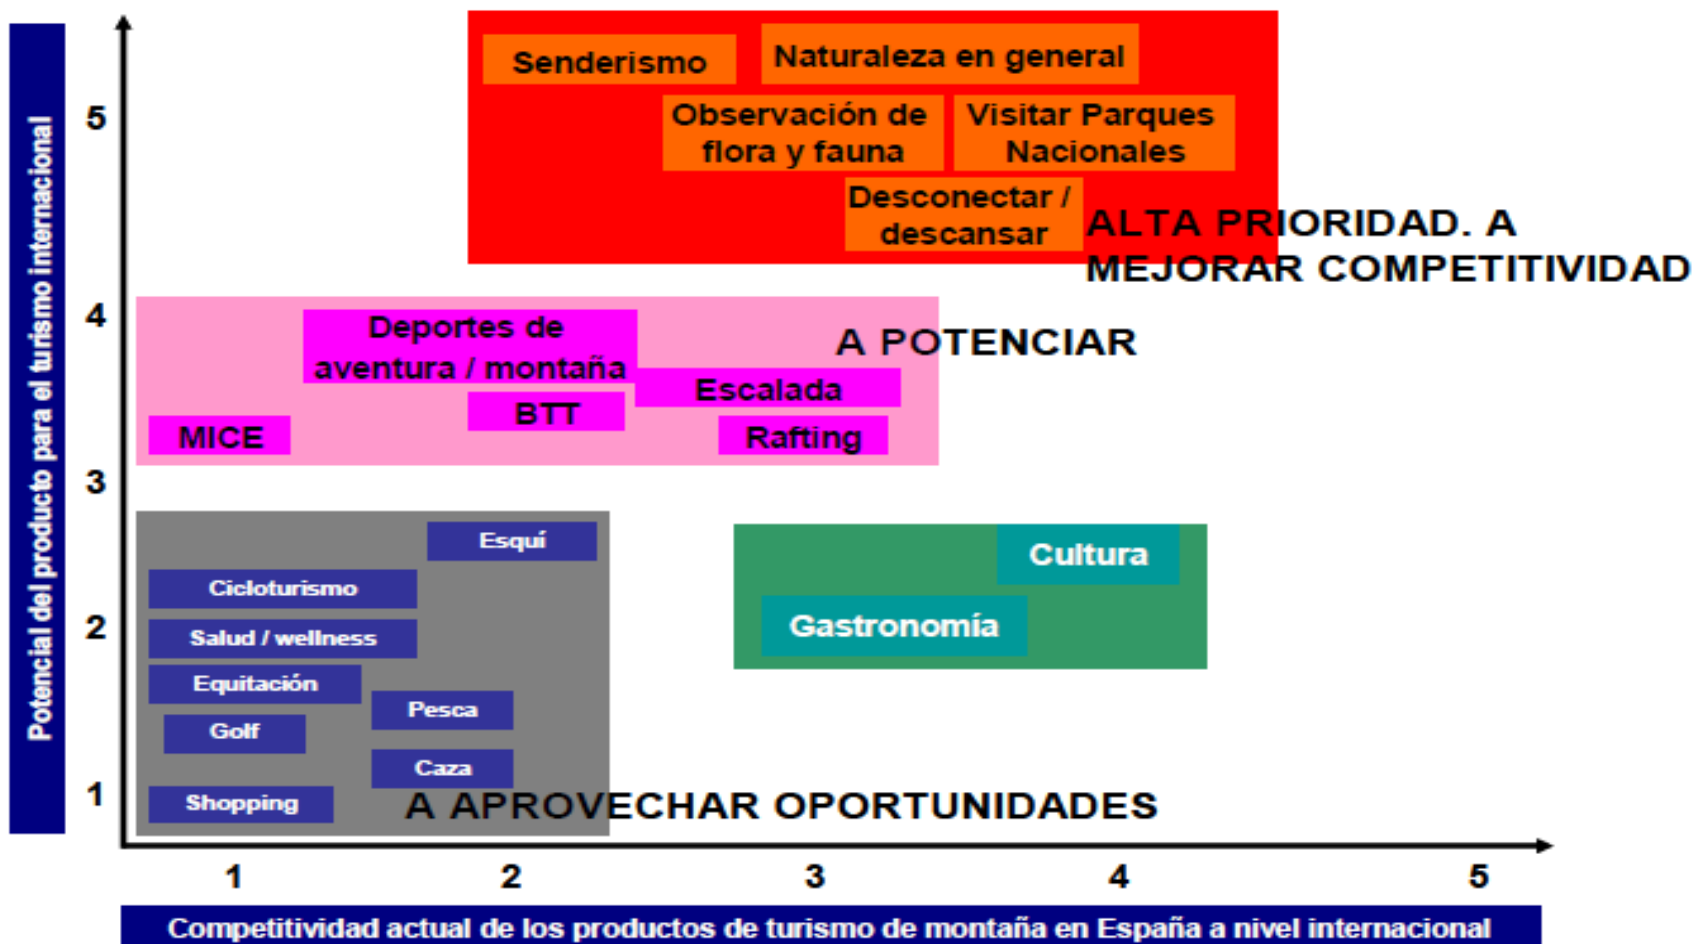 Potencial del producto para el turismo internacional
5
4
3
2
1
Senderismo
Naturaleza en general
Observación de
flora y fauna
Visitar Parques
Nacionales
Desconectar /
descansar
ALTA PRIORIDAD. A
MEJORAR COMPETITIVIDAD
Deportes de
aventura / montaña
A POTENCIAR
Escalada
BTT
MICE
Rafting
Esquí
Cicloturismo
Salud / wellness
Equitación
Pesca
Golf
Caza
Shopping
Cultura
Gastronomía
A APROVECHAR OPORTUNIDADES
1
2
3
4
5
Competitividad actual de los productos de turismo de montaña en España a nivel internacional